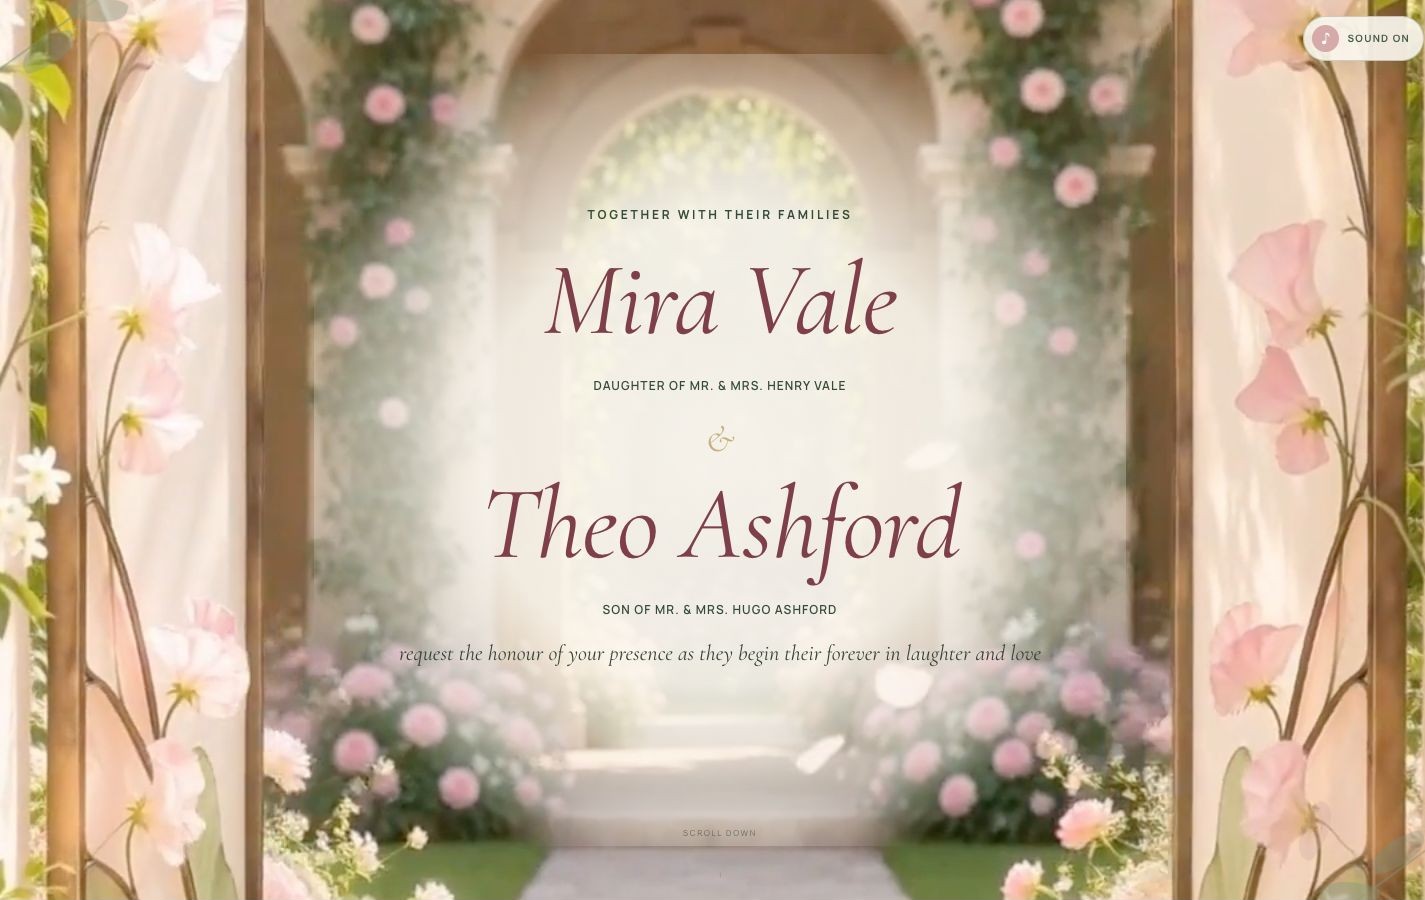 SOUND ON
TOGETHER WITH THEIR FAMILIES
Mira Vale
DAUGHTER OF MR. & MRS. HENRY VALE
&
Theo Ashford
SON OF MR. & MRS. HUGO ASHFORD
request the honour of your presence as they begin their forever in laughter and love
SCROLL DOWN